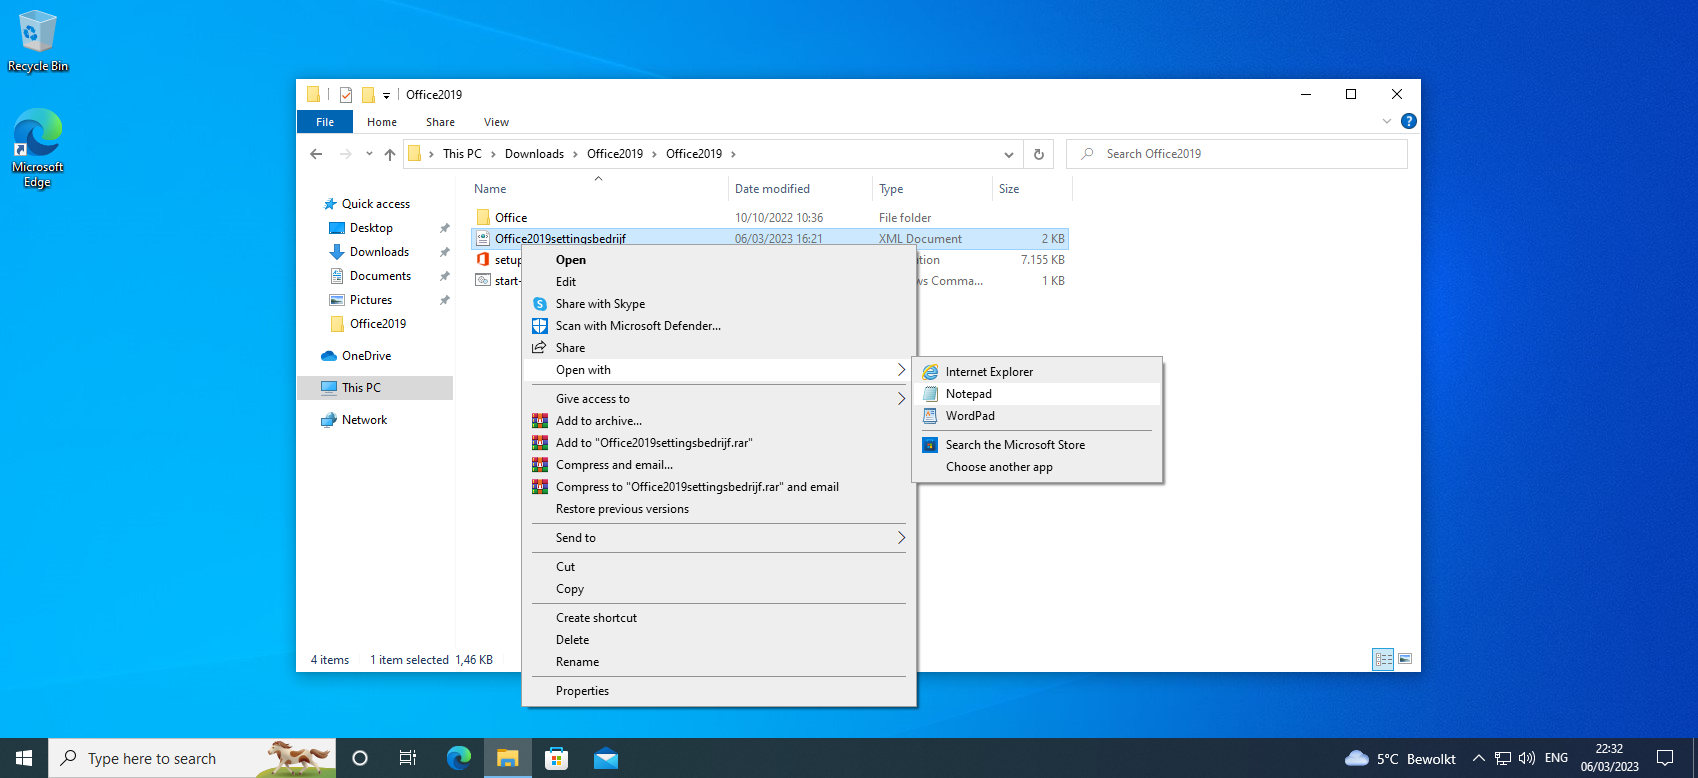 Recycle Bin
Microsoft
Edge
Office2019
File Home Share View
This PC Downloads Office2019 Office2019
Search Office2019
Name Date modified Type Size
Quick access
Desktop
Downloads
Documents
Pictures
Office2019
OneDrive
This PC
Network
Office 10/10/2022 10:36 File folder
Office2019settingsbedrijf 06/03/2023 16:21 XML Document 2 KB
setup tion 7.155 KB
start- ws Comma... 1 KB
Open
Edit
Share with Skype
Scan with Microsoft Defender...
Share
Open with
Give access to
Add to archive...
Add to "Office2019settingsbedrijf.rar"
Compress and email...
Compress to "Office2019settingsbedrijf.rar" and email
Restore previous versions
Send to
Cut
Copy
Create shortcut
Delete
Rename
Properties
Internet Explorer
Notepad
WordPad
Search the Microsoft Store
Choose another app
4 items 1 item selected 1,46 KB
Type here to search
5°C Bewolkt
ENG
22:32
06/03/2023